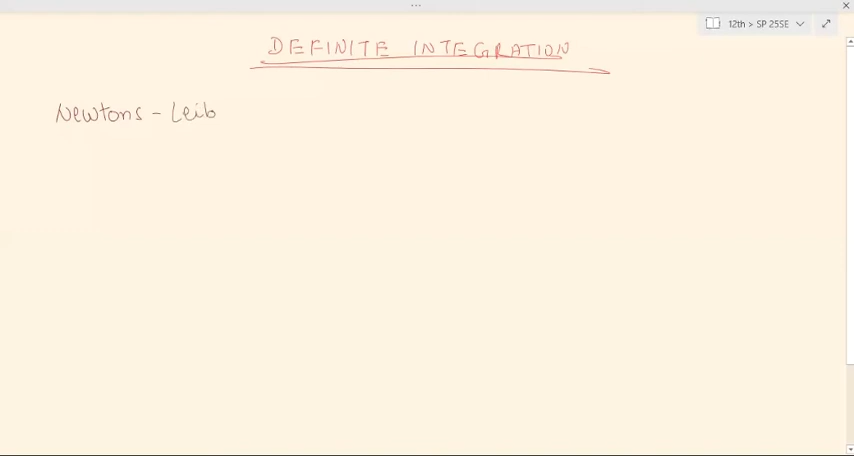 12th > SP 25SE
DEFINITE INTEGRATION
Newtons - Leib